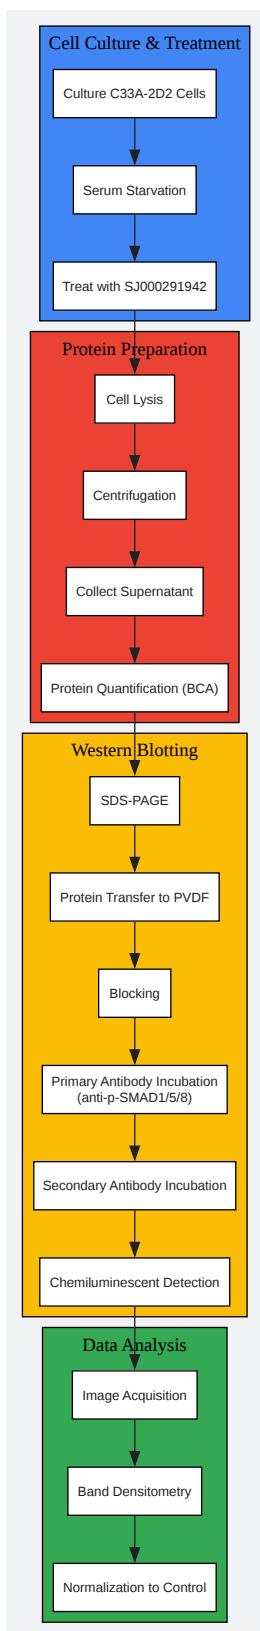 Cell Culture & Treatment
Culture C33A-2D2 Cells
Serum Starvation
Treat with SJ000291942
Protein Preparation
Cell Lysis
Centrifugation
Collect Supernatant
Protein Quantification (BCA)
Western Blotting
SDS-PAGE
Protein Transfer to PVDF
Blocking
Primary Antibody Incubation
(anti-p-SMAD1/5/8)
Secondary Antibody Incubation
Chemiluminescent Detection
Data Analysis
Image Acquisition
Band Densitometry
Normalization to Control